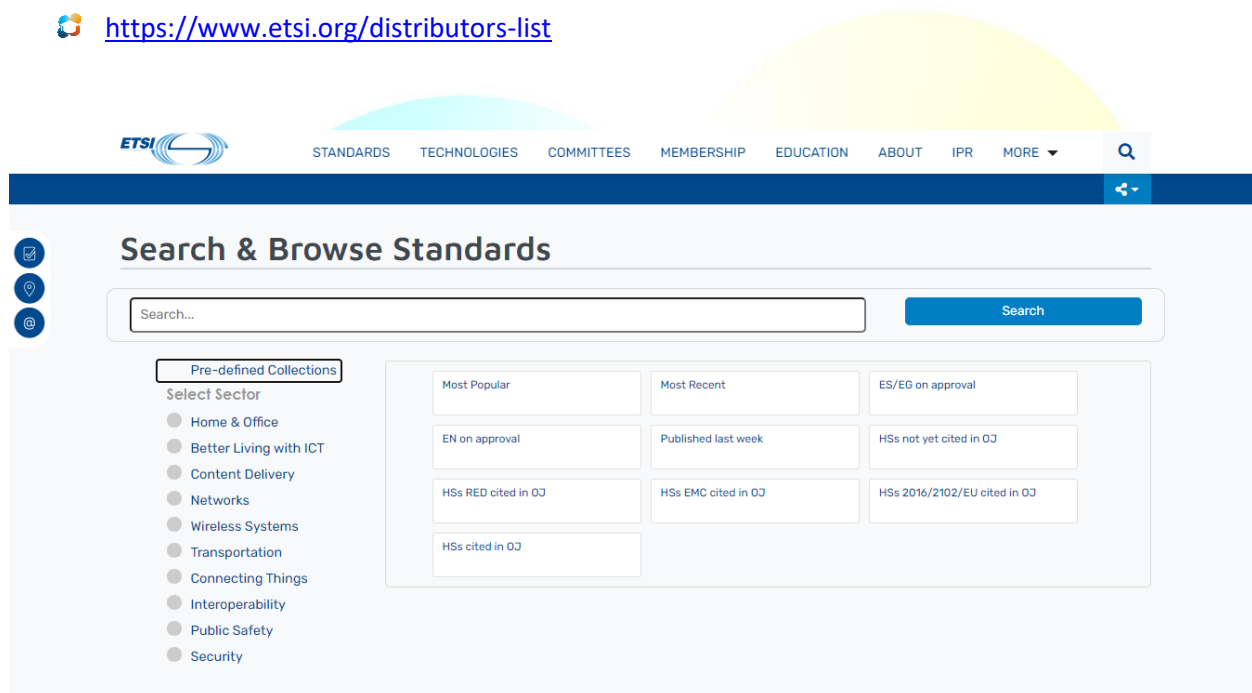 https://www.etsi.org/distributors-list
ETSI
STANDARDS TECHNOLOGIES COMMITTEES MEMBERSHIP EDUCATION ABOUT IPR MORE
Search & Browse Standards
Search...
Search
Pre-defined Collections
Select Sector
Home & Office
Better Living with ICT
Content Delivery
Networks
Wireless Systems
Transportation
Connecting Things
Interoperability
Public Safety
Security
Most Popular
Most Recent
ES/EG on approval
EN on approval
Published last week
HSs not yet cited in OJ
HSs RED cited in OJ
HSs EMC cited in OJ
HSs 2016/2102/EU cited in OJ
HSs cited in OJ